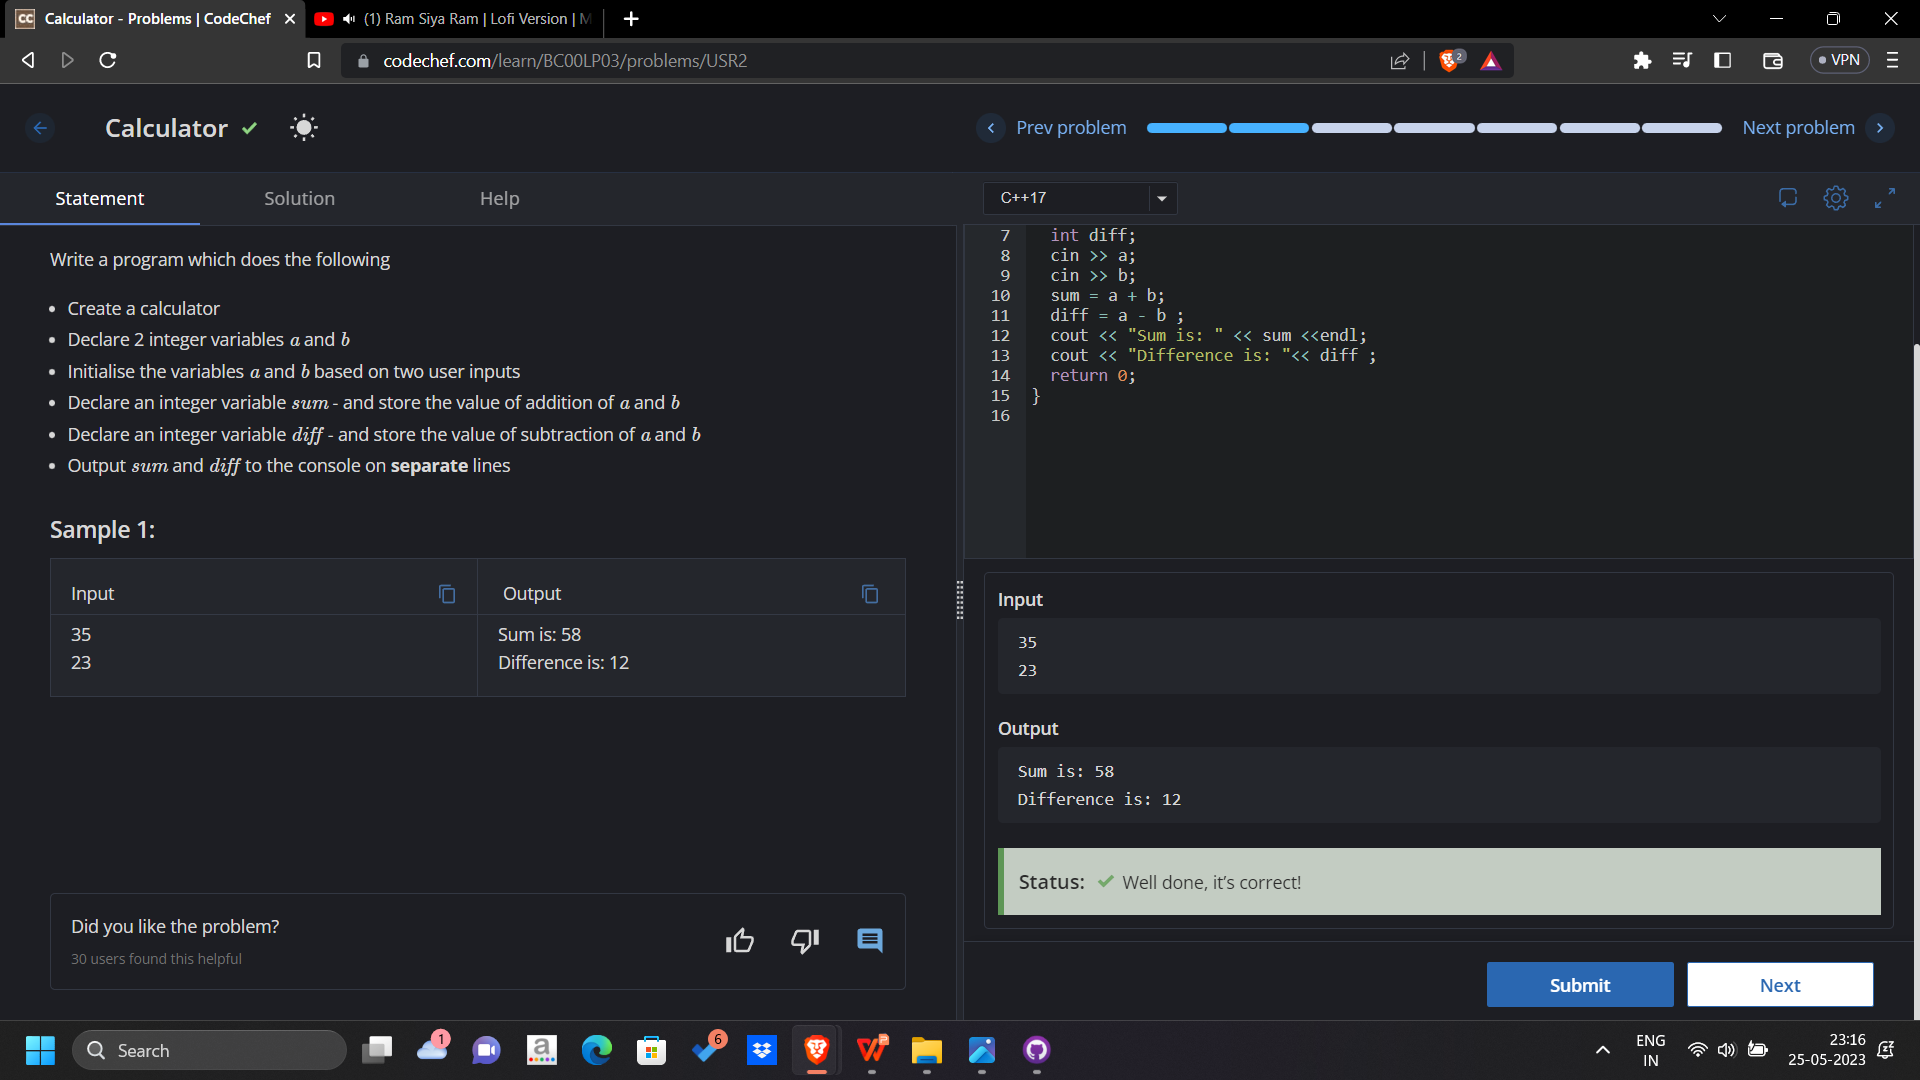 CC Calculator - Problems | CodeChef
(1) Ram Siya Ram | Lofi Version | M
codechef.com/learn/BC00LP03/problems/USR2
2
VPN
Calculator
Prev problem
Next problem
Statement
Solution
Help
C++17
Write a program which does the following
• Create a calculator
• Declare 2 integer variables a and b
• Initialise the variables a and b based on two user inputs
• Declare an integer variable sum - and store the value of addition of a and b
• Declare an integer variable diff - and store the value of subtraction of a and b
• Output sum and diff to the console on separate lines
Sample 1:
Input
Output
35
23
Sum is: 58
Difference is: 12
Did you like the problem?
30 users found this helpful
7 int diff;
8 cin >> a;
9 cin >> b;
10 sum = a + b;
11 diff = a - b ;
12 cout << "Sum is: " << sum <<endl;
13 cout << "Difference is: "<< diff ;
14 return 0;
15 }
16
Input
35
23
Output
Sum is: 58
Difference is: 12
Status: Well done, it's correct!
Submit
Next
Search
1
a
6
P
ENG
IN
23:16
25-05-2023